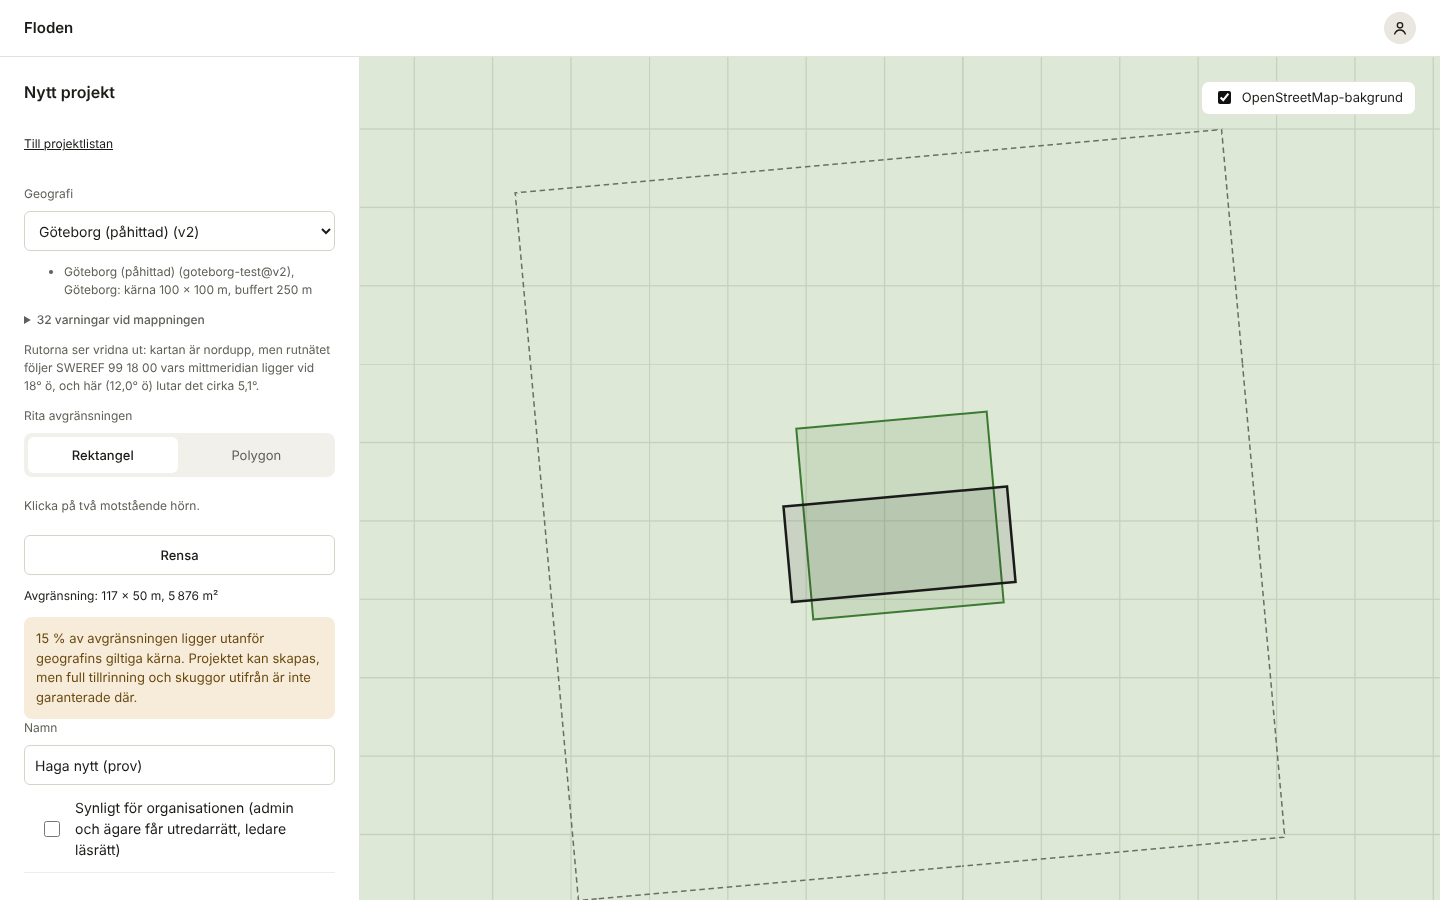 Floden
OpenStreetMap-bakgrund
Nytt projekt
Till projektlistan
Geografi
Göteborg (påhittad) (v2)
• Göteborg (påhittad) (goteborg-test@v2),
Göteborg: kärna 100 × 100 m, buffert 250 m
32 varningar vid mappningen
Rutorna ser vridna ut: kartan är nordupp, men rutnätet
följer SWEREF 99 18 00 vars mittmeridian ligger vid
18° ö, och här (12,0° ö) lutar det cirka 5,1°.
Rita avgränsningen
Rektangel
Polygon
Klicka på två motstående hörn.
Rensa
Avgränsning: 117 × 50 m, 5 876 m²
15 % av avgränsningen ligger utanför
geografins giltiga kärna. Projektet kan skapas,
men full tillrinning och skuggor utifrån är inte
garanterade där.
Namn
Haga nytt (prov)
Synligt för organisationen (admin
och ägare får utredarrätt, ledare
läsrätt)